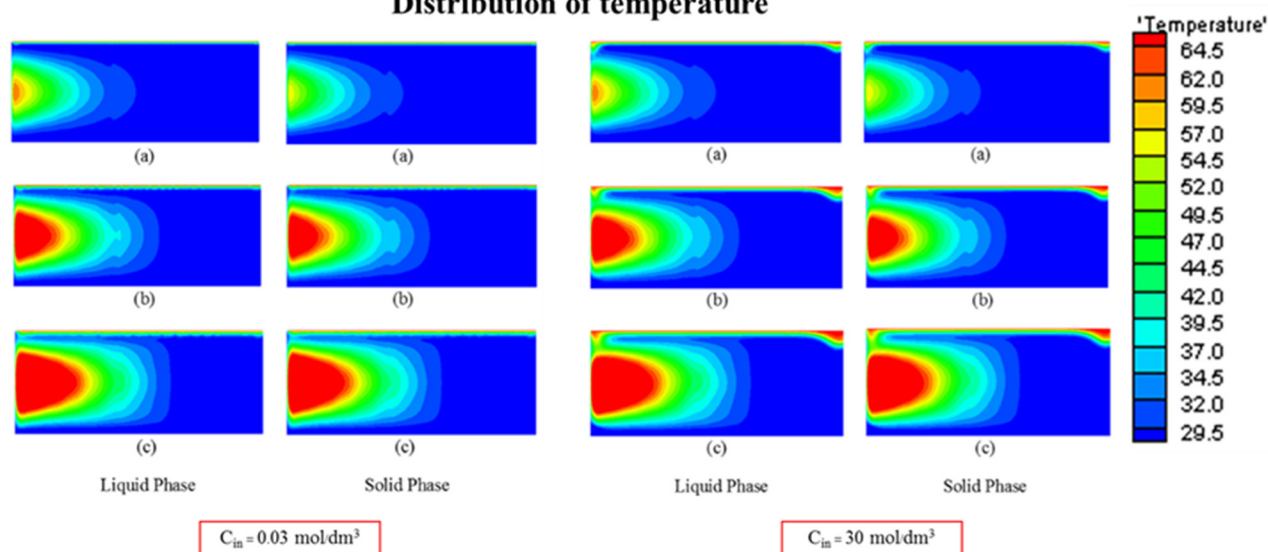 Distribution of temperature
'Temperature'
64.5
62.0
59.5
57.0
54.5
52.0
49.5
47.0
44.5
42.0
39.5
37.0
34.5
32.0
29.5
(a) (a) (a) (a)
(b) (b) (b) (b)
(c) (c) (c) (c)
Liquid Phase Solid Phase Liquid Phase Solid Phase
C_in = 0.03 mol/dm³ C_in = 30 mol/dm³